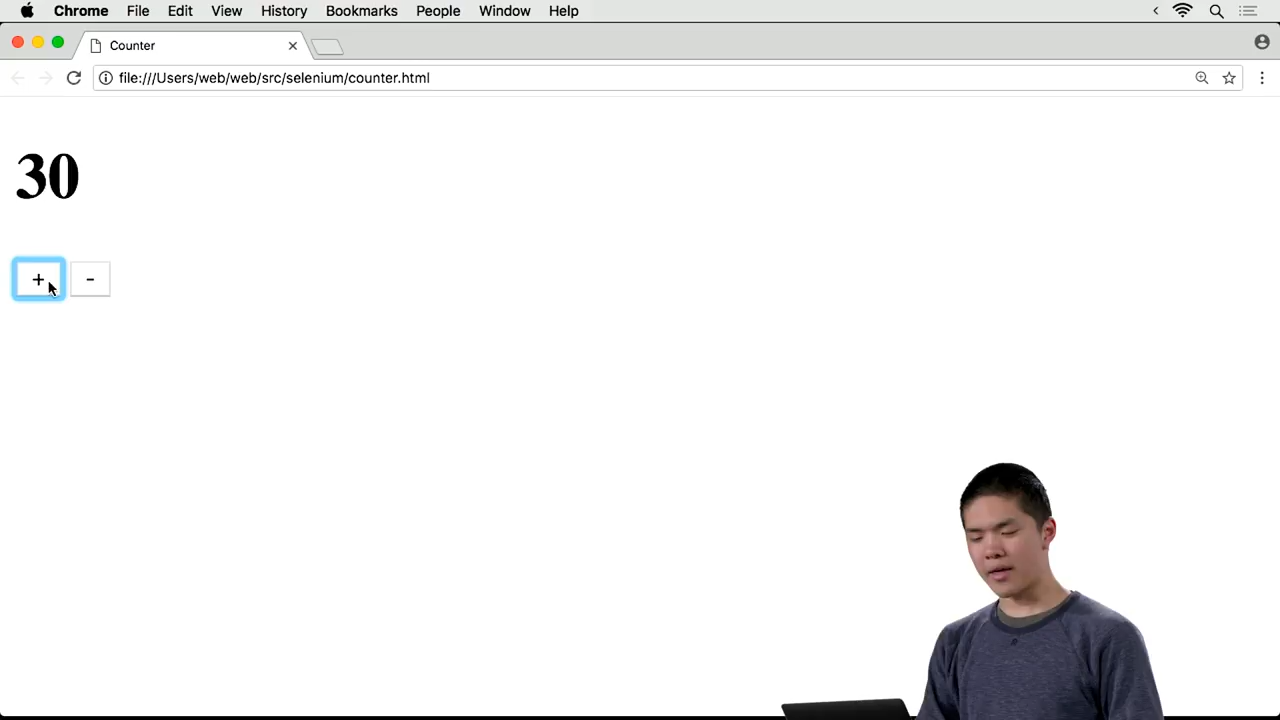 Chrome File Edit View History Bookmarks People Window Help
Counter
file:///Users/web/web/src/selenium/counter.html
30
+ -